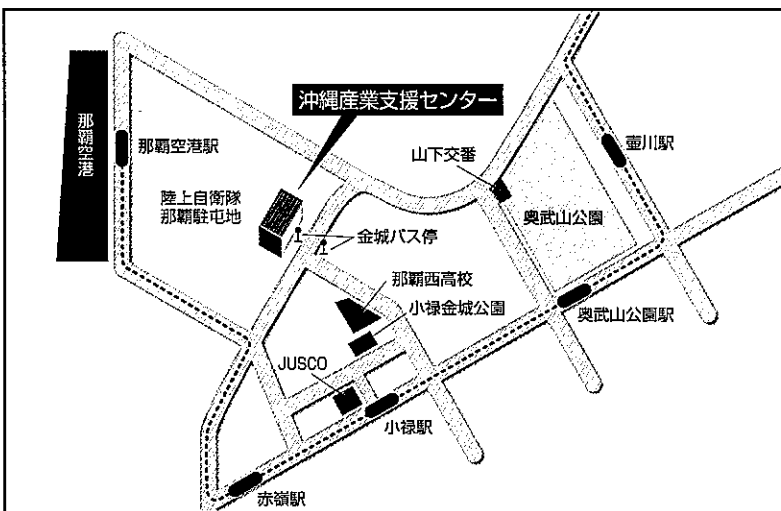 沖縄産業支援センター
那覇空港
那覇空港駅
山下交番
壷川駅
陸上自衛隊
那覇駐屯地
奥武山公園
金城バス停
那覇西高校
小禄金城公園
奥武山公園駅
JUSCO
小禄駅
赤嶺駅